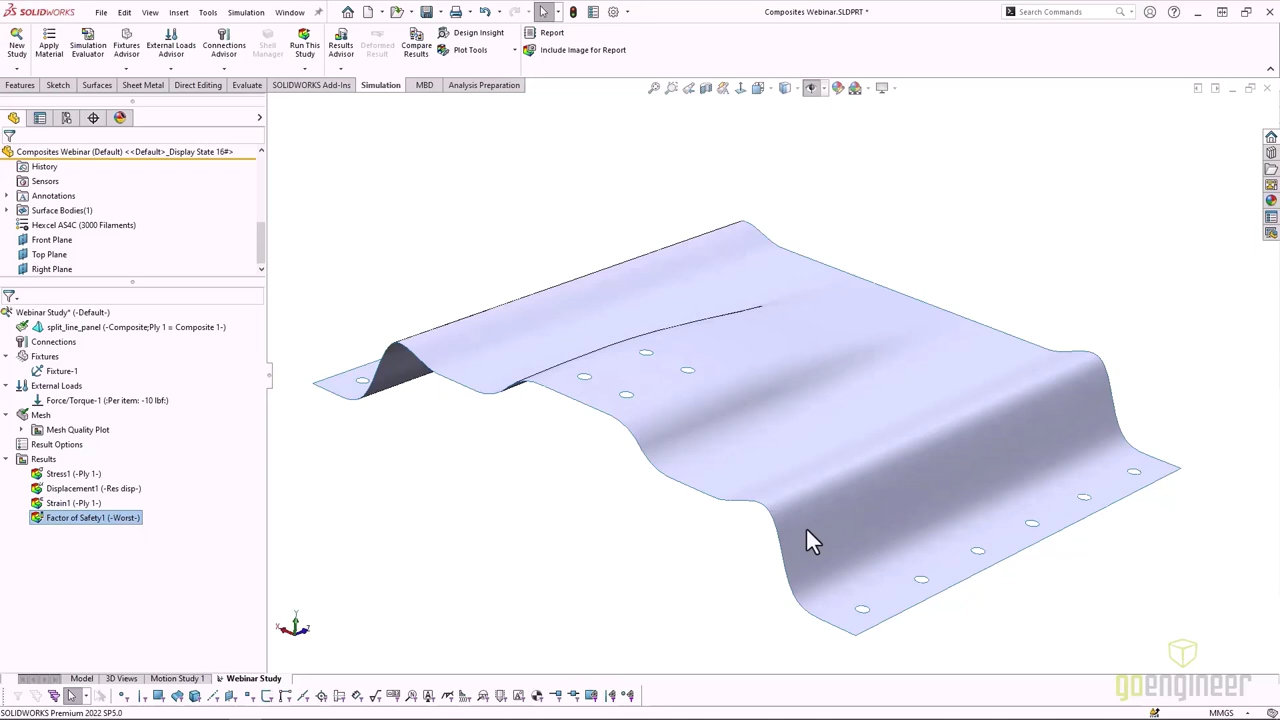 SOLIDWORKS
File
Edit
View
Insert
Tools
Simulation
Window
Composites Webinar.SLDPRT *
Search Commands
New Study
Apply Material
Simulation Evaluator
Fixtures Advisor
External Loads Advisor
Connections Advisor
Shell Manager
Run This Study
Results Advisor
Deformed Result
Compare Results
Design Insight
Plot Tools
Report
Include Image for Report
Features
Sketch
Surfaces
Sheet Metal
Direct Editing
Evaluate
SOLIDWORKS Add-Ins
Simulation
MBD
Analysis Preparation
Composites Webinar (Default) <<Default>_Display State 16#>
History
Sensors
Annotations
Surface Bodies(1)
Hexcel AS4C (3000 Filaments)
Front Plane
Top Plane
Right Plane
Webinar Study* (-Default-)
split_line_panel (-Composite;Ply 1 = Composite 1-)
Connections
Fixtures
Fixture-1
External Loads
Force/Torque-1 (:Per item: -10 lbf:)
Mesh
Mesh Quality Plot
Result Options
Results
Stress1 (-Ply 1-)
Displacement1 (-Res disp-)
Strain1 (-Ply 1-)
Factor of Safety1 (-Worst-)
Y
X
Z
goengineer
Model
3D Views
Motion Study 1
Webinar Study
SOLIDWORKS Premium 2022 SP5.0
MMGS